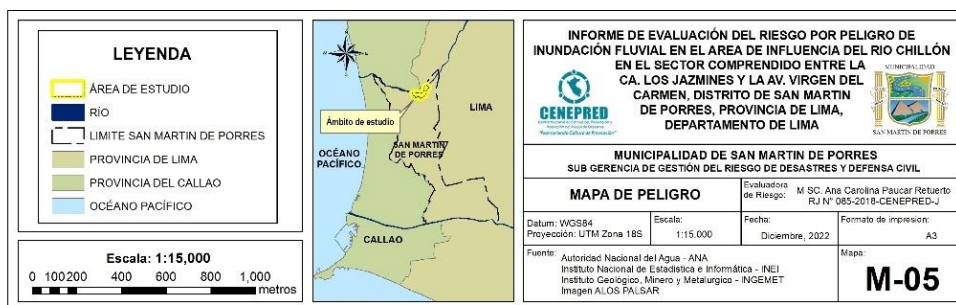 LEYENDA
ÁREA DE ESTUDIO
RÍO
LIMITE SAN MARTIN DE PORRES
PROVINCIA DE LIMA
PROVINCIA DEL CALLAO
OCÉANO PACÍFICO
Escala: 1:15,000
0 100 200 400 600 800 1,000
metros
LIMA
Ámbito de estudio
OCÉANO
PACÍFICO
SAN MARTIN
DE PORRES
CALLAO
INFORME DE EVALUACIÓN DEL RIESGO POR PELIGRO DE
INUNDACIÓN FLUVIAL EN EL AREA DE INFLUENCIA DEL RIO CHILLÓN
EN EL SECTOR COMPRENDIDO ENTRE LA
CA. LOS JAZMINES Y LA AV. VIRGEN DEL
CARMEN, DISTRITO DE SAN MARTIN
DE PORRES, PROVINCIA DE LIMA,
DEPARTAMENTO DE LIMA
CENEPRED
MUNICIPALIDAD
SAN MARTIN DE PORRES
MUNICIPALIDAD DE SAN MARTIN DE PORRES
SUB GERENCIA DE GESTIÓN DEL RIESGO DE DESASTRES Y DEFENSA CIVIL
MAPA DE PELIGRO
Evaluadora
de Riesgo:
M SC. Ana Carolina Paucar Retuerto
RJ N° 085-2018-CENEPRED-J
Datum: WGS84
Proyección: UTM Zona 18S
Escala:
1:15,000
Fecha:
Diciembre, 2022
Formato de impresion:
A3
Fuente:
Autoridad Nacional del Agua - ANA
Instituto Nacional de Estadistica e Informática - INEI
Instituto Geológico, Minero y Metalurgico - INGEMET
Imagen ALOS PALSAR
Mapa:
M-05